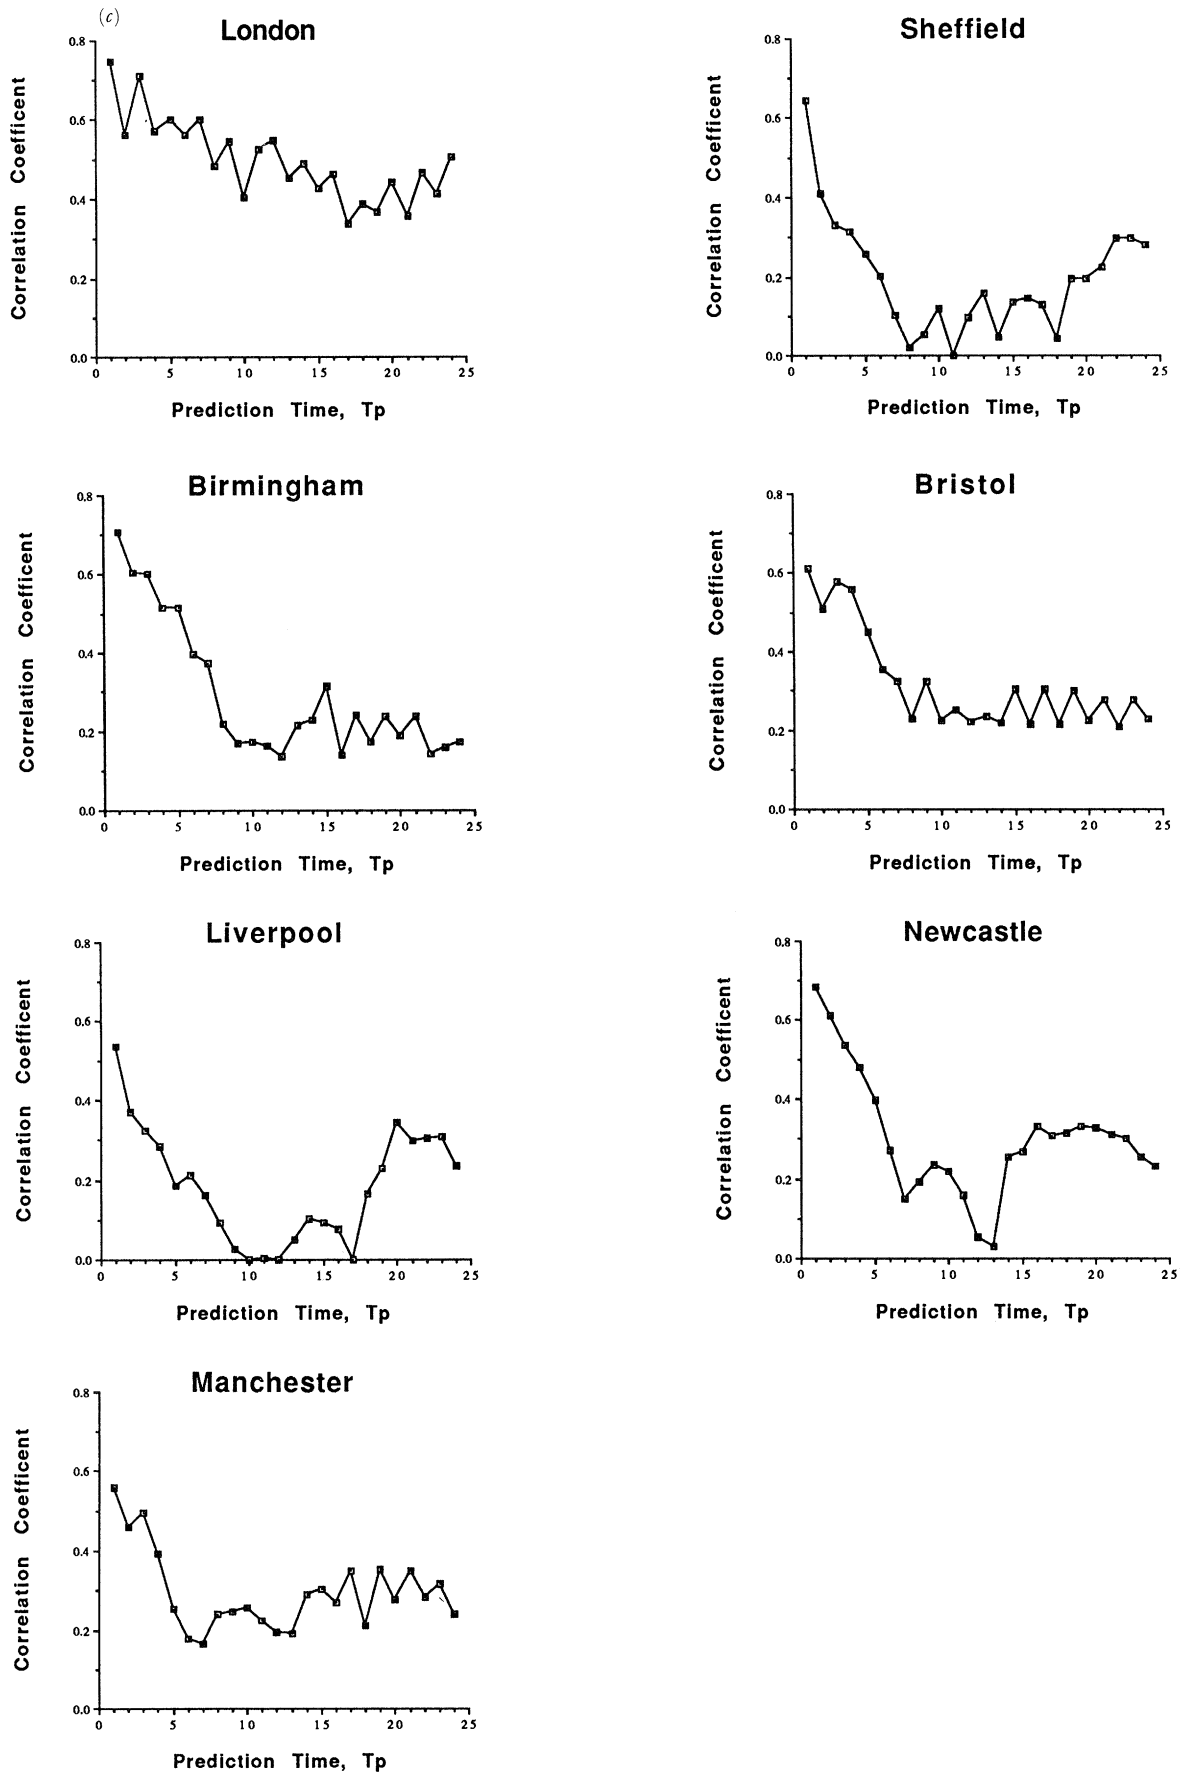 (c)
London
Correlation Coefficent
0.8
0.6
0.4
0.2
0.0
0 5 10 15 20 25
Prediction Time, Tp
Sheffield
Correlation Coefficent
0.8
0.6
0.4
0.2
0.0
0 5 10 15 20 25
Prediction Time, Tp
Birmingham
Correlation Coefficent
0.8
0.6
0.4
0.2
0.0
0 5 10 15 20 25
Prediction Time, Tp
Bristol
Correlation Coefficent
0.8
0.6
0.4
0.2
0.0
0 5 10 15 20 25
Prediction Time, Tp
Liverpool
Correlation Coefficent
0.8
0.6
0.4
0.2
0.0
0 5 10 15 20 25
Prediction Time, Tp
Newcastle
Correlation Coefficent
0.8
0.6
0.4
0.2
0.0
0 5 10 15 20 25
Prediction Time, Tp
Manchester
Correlation Coefficent
0.8
0.6
0.4
0.2
0.0
0 5 10 15 20 25
Prediction Time, Tp